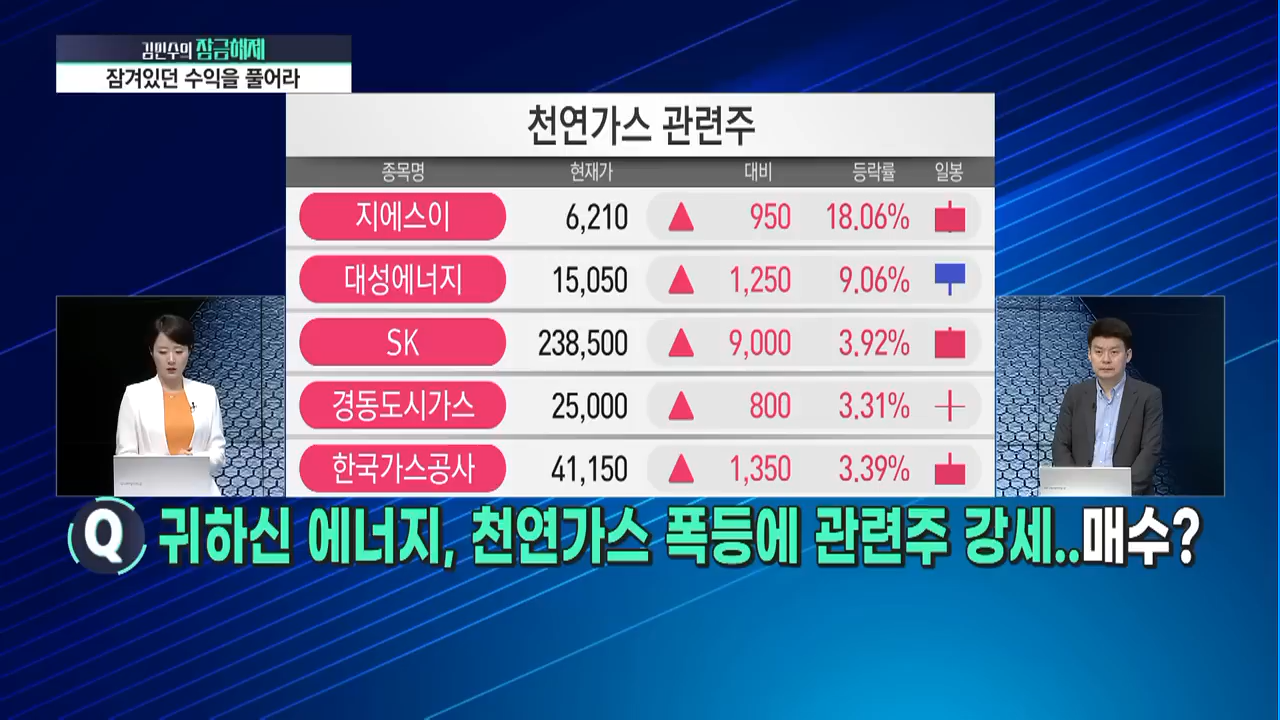 김민수의 잠금해제
잠겨있던 수익을 풀어라
천연가스 관련주
종목명 현재가 대비 등락률 일봉
지에스이 6,210 ▲ 950 18.06%
대성에너지 15,050 ▲ 1,250 9.06%
SK 238,500 ▲ 9,000 3.92%
경동도시가스 25,000 ▲ 800 3.31%
한국가스공사 41,150 ▲ 1,350 3.39%
Q 귀하신 에너지, 천연가스 폭등에 관련주 강세..매수?